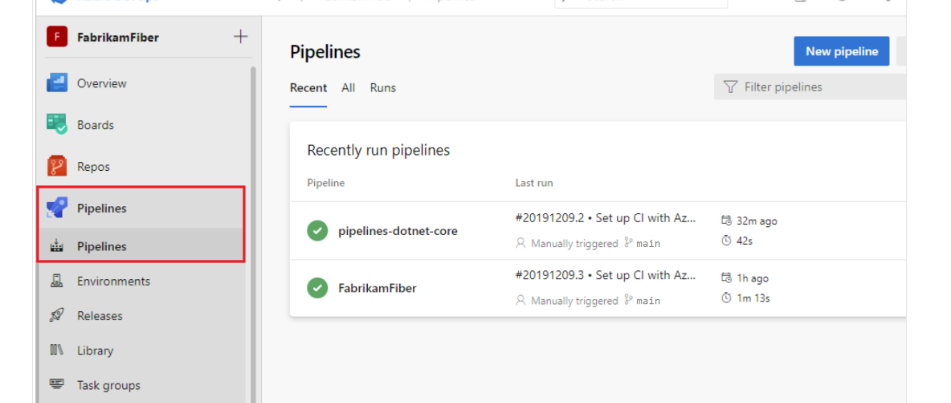 F FabrikamFiber +
Overview
Boards
Repos
Pipelines
Pipelines
Environments
Releases
Library
Task groups
Pipelines
New pipeline
Recent All Runs
Filter pipelines
Recently run pipelines
Pipeline Last run
pipelines-dotnet-core
#20191209.2 • Set up CI with Az...
Manually triggered main
32m ago
42s
FabrikamFiber
#20191209.3 • Set up CI with Az...
Manually triggered main
1h ago
1m 13s